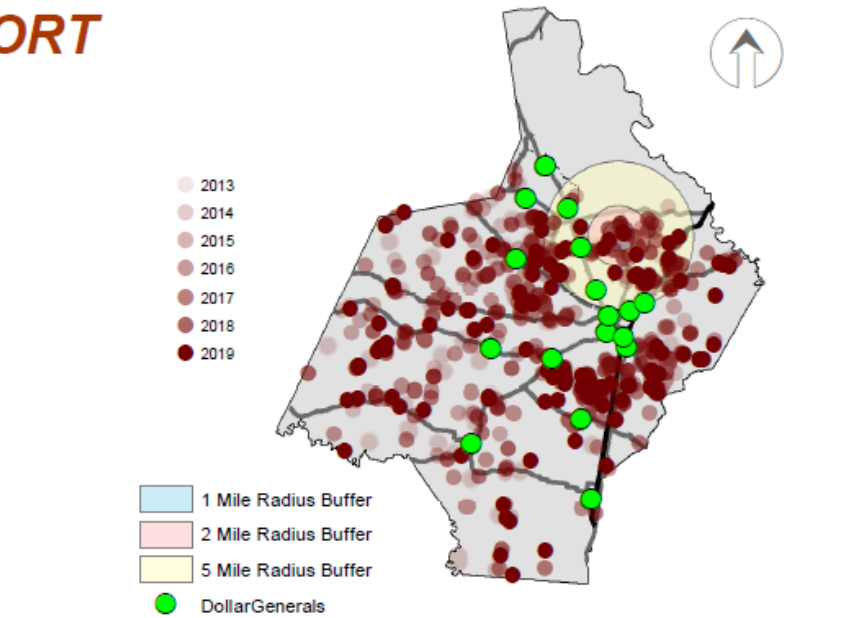 ORT
2013
2014
2015
2016
2017
2018
2019
1 Mile Radius Buffer
2 Mile Radius Buffer
5 Mile Radius Buffer
DollarGenerals